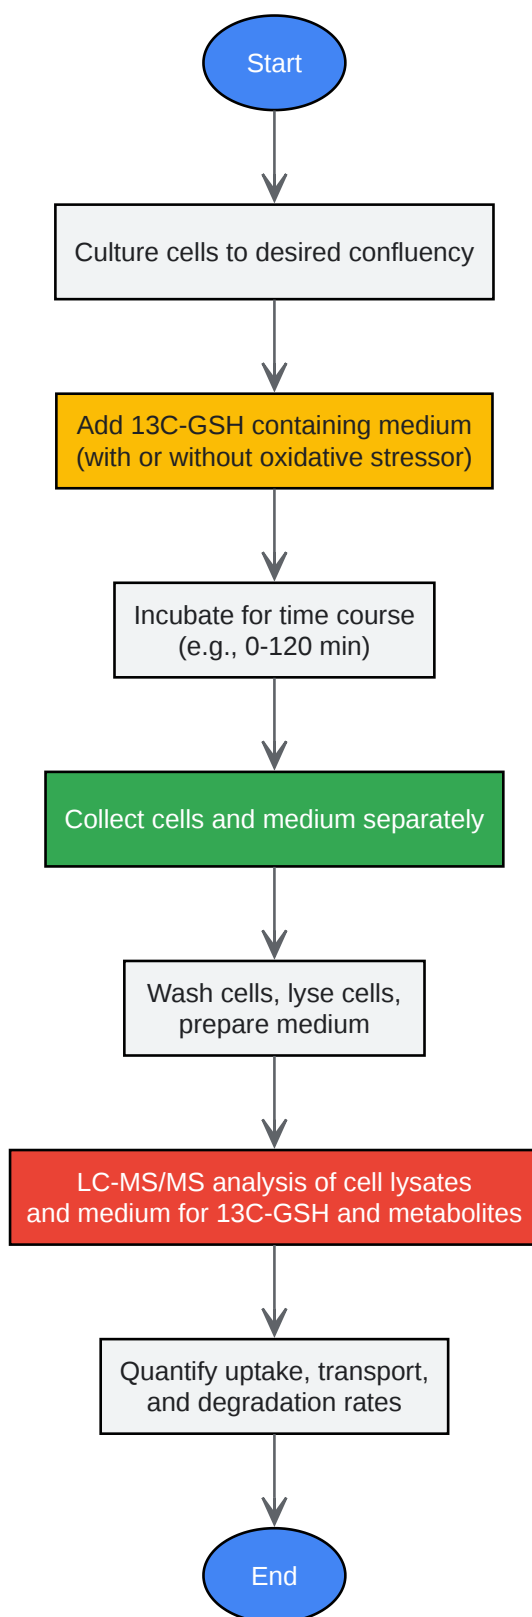 Start
Culture cells to desired confluency
Add 13C-GSH containing medium
(with or without oxidative stressor)
Incubate for time course
(e.g., 0-120 min)
Collect cells and medium separately
Wash cells, lyse cells,
prepare medium
LC-MS/MS analysis of cell lysates
and medium for 13C-GSH and metabolites
Quantify uptake, transport,
and degradation rates
End